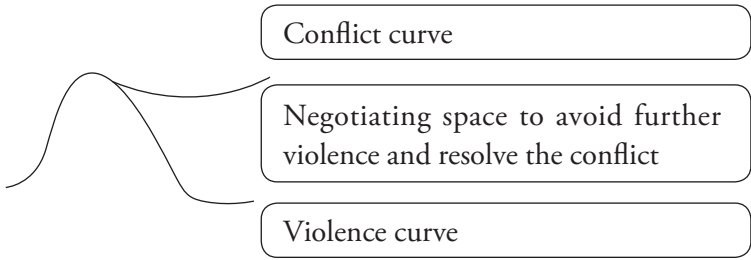 Conflict curve
Negotiating space to avoid further
violence and resolve the conflict
Violence curve